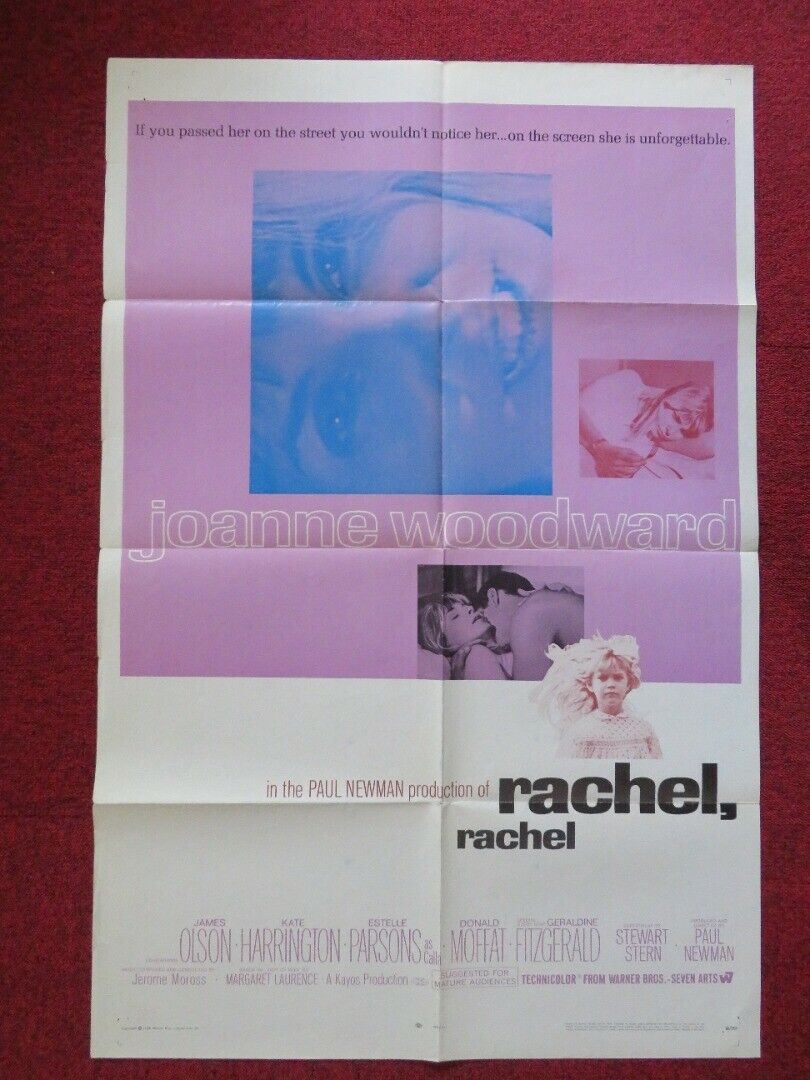 If you passed her on the street you wouldn't notice her...on the screen she is unforgettable.
joanne woodward
in the PAUL NEWMAN production of rachel,
rachel
JAMES OLSON · KATE HARRINGTON · ESTELLE PARSONS as Calla DONALD MOFFAT · GERALDINE FITZGERALD STEWART STERN PAUL NEWMAN
Jerome Moross MARGARET LAURENCE · A Kayos Production SUGGESTED FOR MATURE AUDIENCES TECHNICOLOR® FROM WARNER BROS.-SEVEN ARTS W7